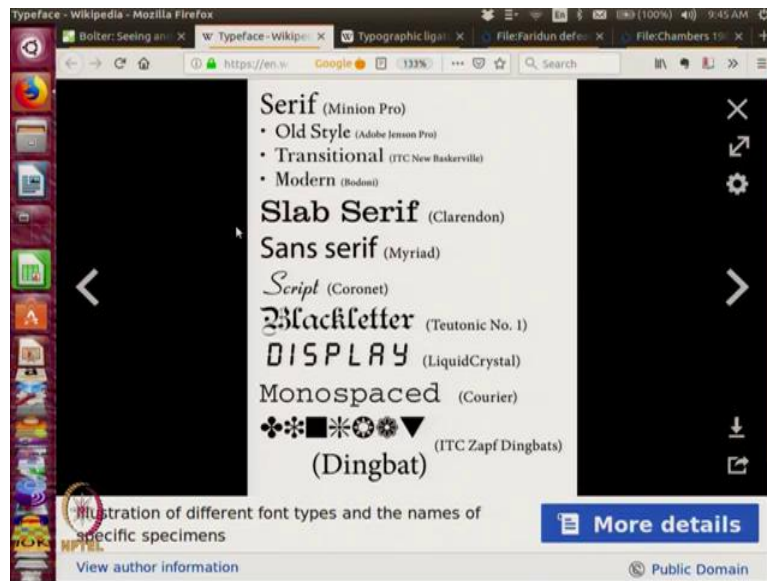 Typeface - Wikipedia - Mozilla Firefox
En
(100%)
9:45 AM
Bolter: Seeing an
W Typeface - Wikipe
W Typographic ligat
File:Faridun defe
File:Chambers 19
https://en.w
Google
133%
Search
Serif (Minion Pro)
• Old Style (Adobe Jenson Pro)
• Transitional (ITC New Baskerville)
• Modern (Bodoni)
Slab Serif (Clarendon)
Sans serif (Myriad)
Script (Coronet)
Blackletter (Teutonic No. 1)
DISPLAY (LiquidCrystal)
Monospaced (Courier)
(ITC Zapf Dingbats)
(Dingbat)
Illustration of different font types and the names of
specific specimens
More details
NPTEL
View author information
Public Domain